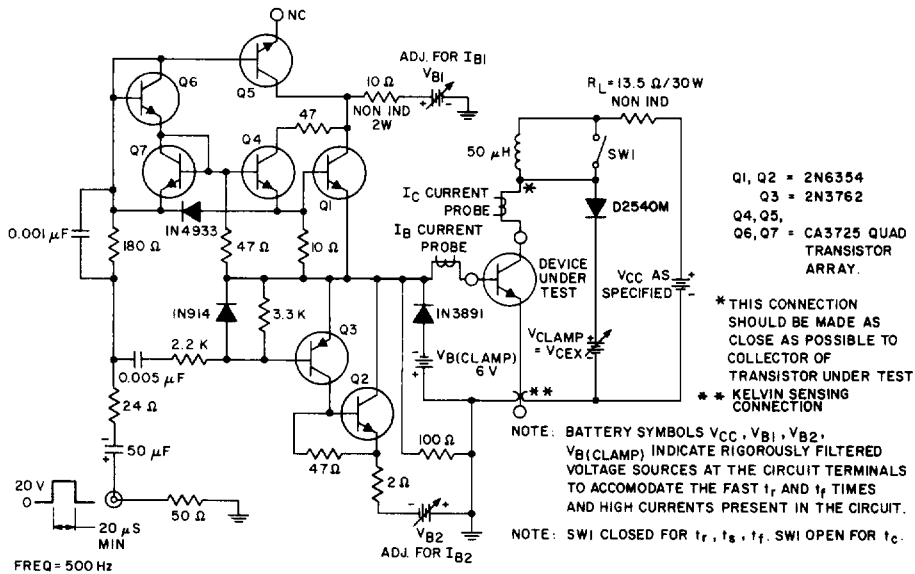 NC
Q6
Q5
ADJ. FOR IB1
VB1
+ -
10 Ω
NON IND
2W
RL = 13.5 Ω/30W
NON IND
47
Q7
Q4
Q1
50 μH
SW1
*
IC CURRENT
PROBE
D2540M
IB CURRENT
PROBE
Q1, Q2 = 2N6354
Q3 = 2N3762
Q4, Q5,
Q6, Q7 = CA3725 QUAD
TRANSISTOR
ARRAY.
0.001 μF
180 Ω
IN4933
47 Ω
10 Ω
DEVICE
UNDER
TEST
VCC AS
SPECIFIED
+
-
IN914
3.3 K
Q3
IN3891
VCLAMP
= VCEX
+
-
* THIS CONNECTION
SHOULD BE MADE AS
CLOSE AS POSSIBLE TO
COLLECTOR OF
TRANSISTOR UNDER TEST
** KELVIN SENSING
CONNECTION
2.2 K
0.005 μF
Q2
-
+
VB(CLAMP)
6 V
**
24 Ω
-
+
50 μF
47 Ω
100 Ω
2 Ω
NOTE: BATTERY SYMBOLS VCC, VB1, VB2,
VB(CLAMP) INDICATE RIGOROUSLY FILTERED
VOLTAGE SOURCES AT THE CIRCUIT TERMINALS
TO ACCOMODATE THE FAST tr AND tf TIMES
AND HIGH CURRENTS PRESENT IN THE CIRCUIT.
20 V
0
20 μS
MIN
50 Ω
- +
VB2
ADJ. FOR IB2
NOTE: SW1 CLOSED FOR tr, ts, tf. SW1 OPEN FOR tc.
FREQ = 500 Hz